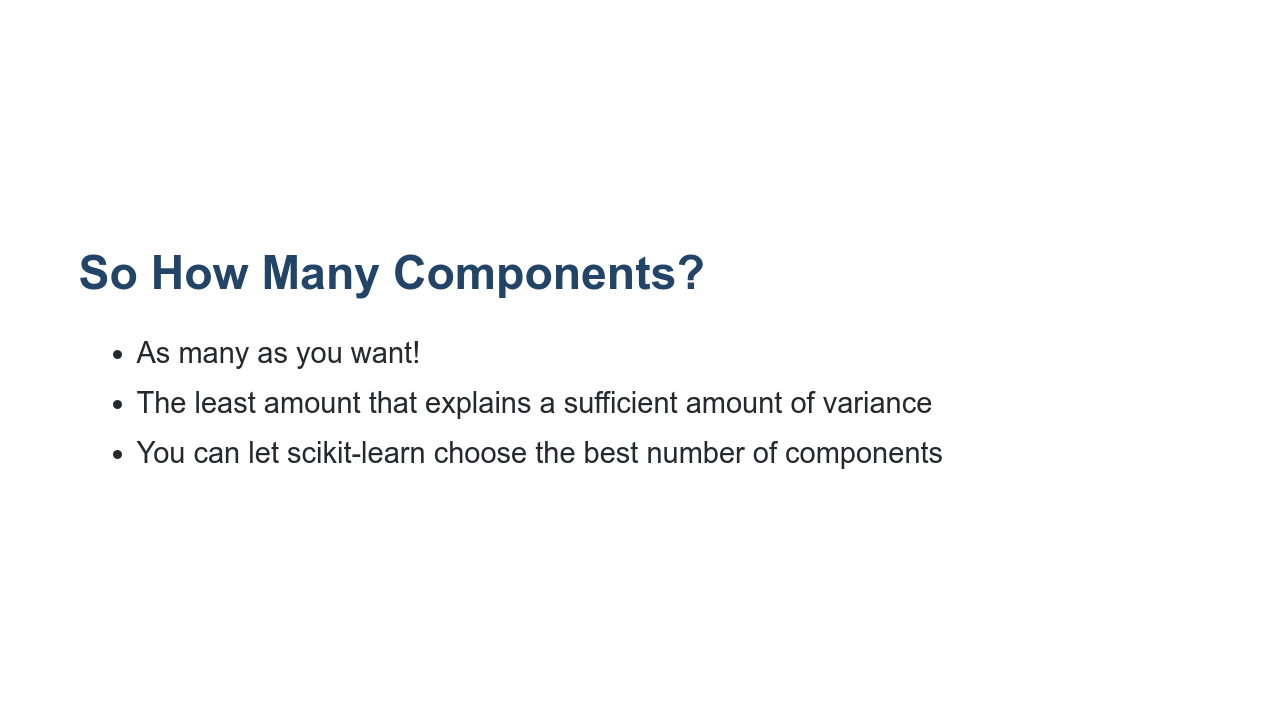 So How Many Components?
• As many as you want!
• The least amount that explains a sufficient amount of variance
• You can let scikit-learn choose the best number of components